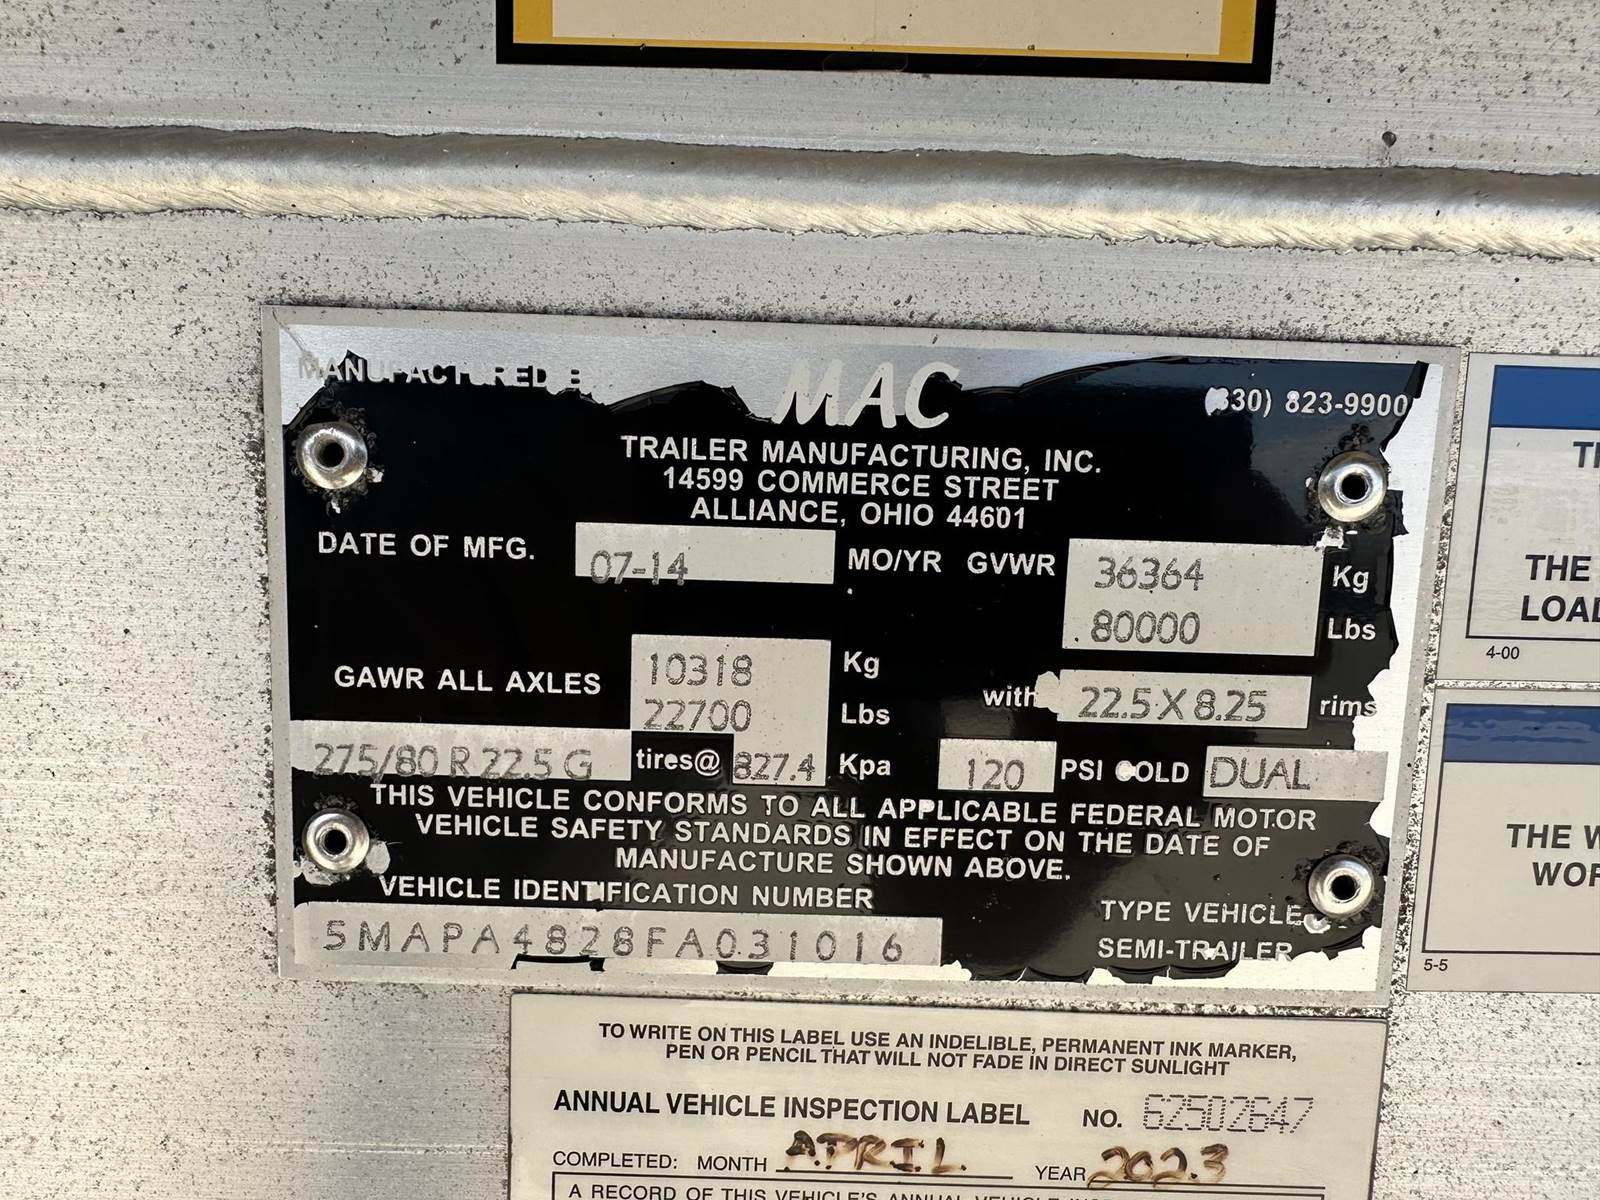 MANUFACTURED B
MAC
(330) 823-9900
TRAILER MANUFACTURING, INC.
14599 COMMERCE STREET
ALLIANCE, OHIO 44601
DATE OF MFG. 07-14 MO/YR GVWR 36364 Kg
80000 Lbs
GAWR ALL AXLES 10318 Kg
22700 Lbs with 22.5 X 8.25 rims
275/80 R 22.5 G tires@ 827.4 Kpa 120 PSI COLD DUAL
THIS VEHICLE CONFORMS TO ALL APPLICABLE FEDERAL MOTOR
VEHICLE SAFETY STANDARDS IN EFFECT ON THE DATE OF
MANUFACTURE SHOWN ABOVE.
VEHICLE IDENTIFICATION NUMBER
5MAPA4828FA031016
TYPE VEHICLE
SEMI-TRAILER
TO WRITE ON THIS LABEL USE AN INDELIBLE, PERMANENT INK MARKER,
PEN OR PENCIL THAT WILL NOT FADE IN DIRECT SUNLIGHT
ANNUAL VEHICLE INSPECTION LABEL NO. 62502647
COMPLETED: MONTH APRIL YEAR 2023
A RECORD OF THIS VEHICLE'S ANNUAL VEHICLE
THE
LOAD
4-00
THE W
WOR
5-5